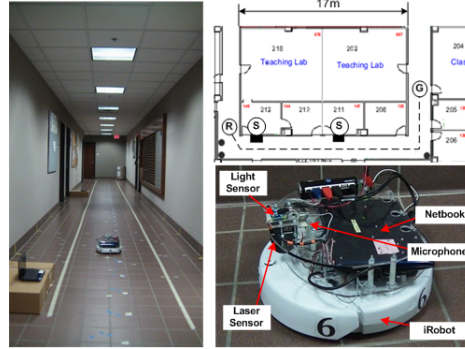 17m
218
Teaching Lab
203
Teaching Lab
204
Clas
G
213
212
211
208
205
206
R
S
S
Light
Sensor
Netbook
Microphone
Laser
Sensor
iRobot
6
6